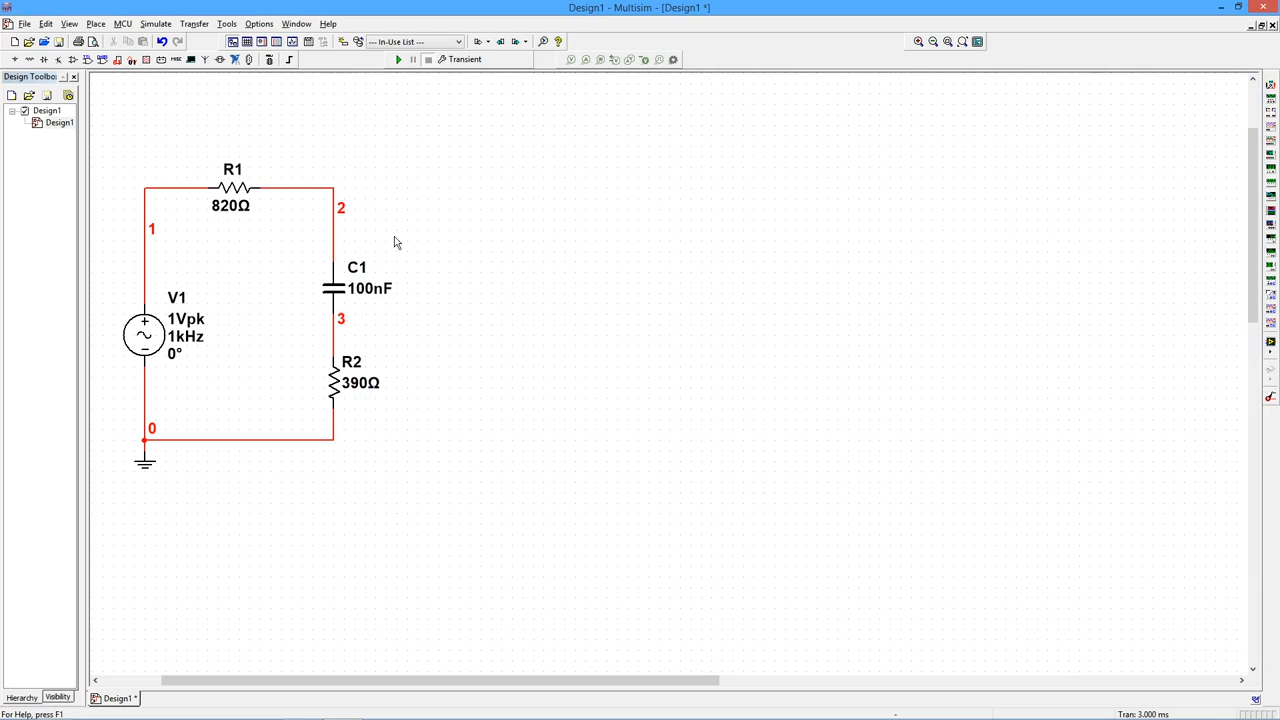 Design1 - Multisim - [Design1 *]
File Edit View Place MCU Simulate Transfer Tools Options Window Help
--- In-Use List ---
Transient
Design Toolbo
Design1
Design1
R1
820Ω
2
1
C1
100nF
V1
1Vpk
1kHz
0°
3
R2
390Ω
0
Hierarchy Visibility
Design1 *
For Help, press F1
- Tran: 3.000 ms